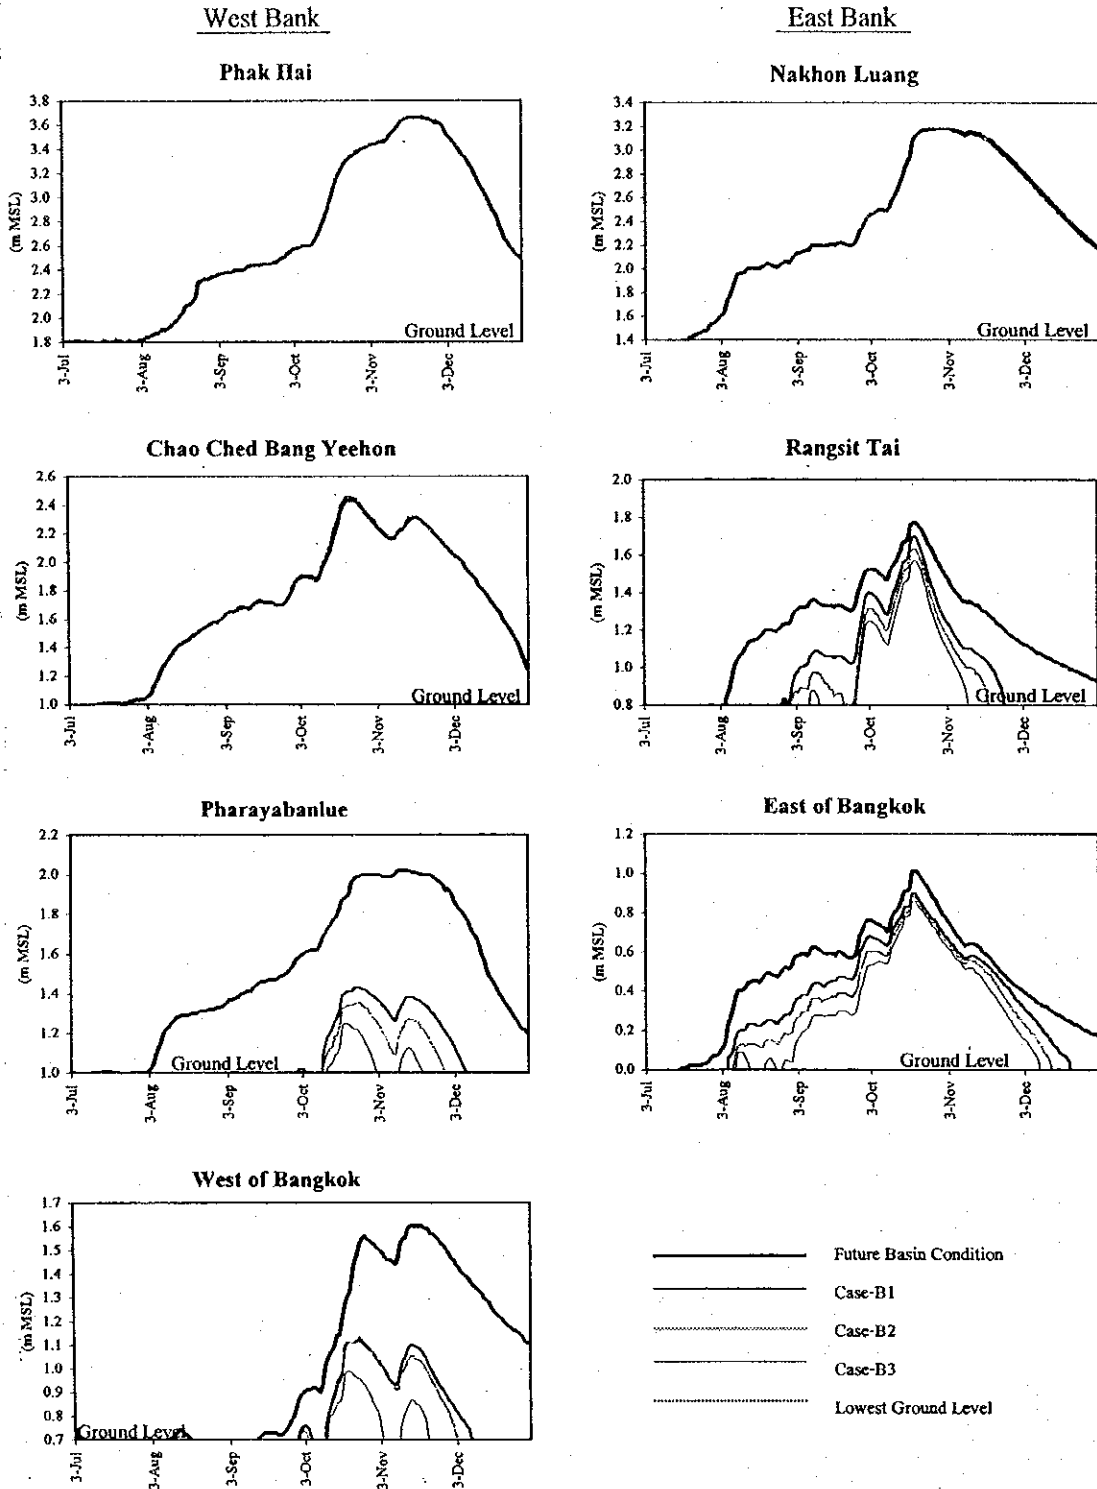 West Bank
East Bank
Phak Hai
3.8
3.6
3.4
3.2
3.0
2.8
2.6
2.4
2.2
2.0
1.8
(m MSL)
Ground Level
3-Jul
3-Aug
3-Sep
3-Oct
3-Nov
3-Dec
Nakhon Luang
3.4
3.2
3.0
2.8
2.6
2.4
2.2
2.0
1.8
1.6
1.4
(m MSL)
Ground Level
3-Jul
3-Aug
3-Sep
3-Oct
3-Nov
3-Dec
Chao Ched Bang Yeehon
2.6
2.4
2.2
2.0
1.8
1.6
1.4
1.2
1.0
(m MSL)
Ground Level
3-Jul
3-Aug
3-Sep
3-Oct
3-Nov
3-Dec
Rangsit Tai
2.0
1.8
1.6
1.4
1.2
1.0
0.8
(m MSL)
Ground Level
3-Jul
3-Aug
3-Sep
3-Oct
3-Nov
3-Dec
Pharayabanlue
2.2
2.0
1.8
1.6
1.4
1.2
1.0
(m MSL)
Ground Level
3-Jul
3-Aug
3-Sep
3-Oct
3-Nov
3-Dec
East of Bangkok
1.2
1.0
0.8
0.6
0.4
0.2
0.0
(m MSL)
Ground Level
3-Jul
3-Aug
3-Sep
3-Oct
3-Nov
3-Dec
West of Bangkok
1.7
1.6
1.5
1.4
1.3
1.2
1.1
1.0
0.9
0.8
0.7
(m MSL)
Ground Level
3-Jul
3-Aug
3-Sep
3-Oct
3-Nov
3-Dec
Future Basin Condition
Case-B1
Case-B2
Case-B3
Lowest Ground Level